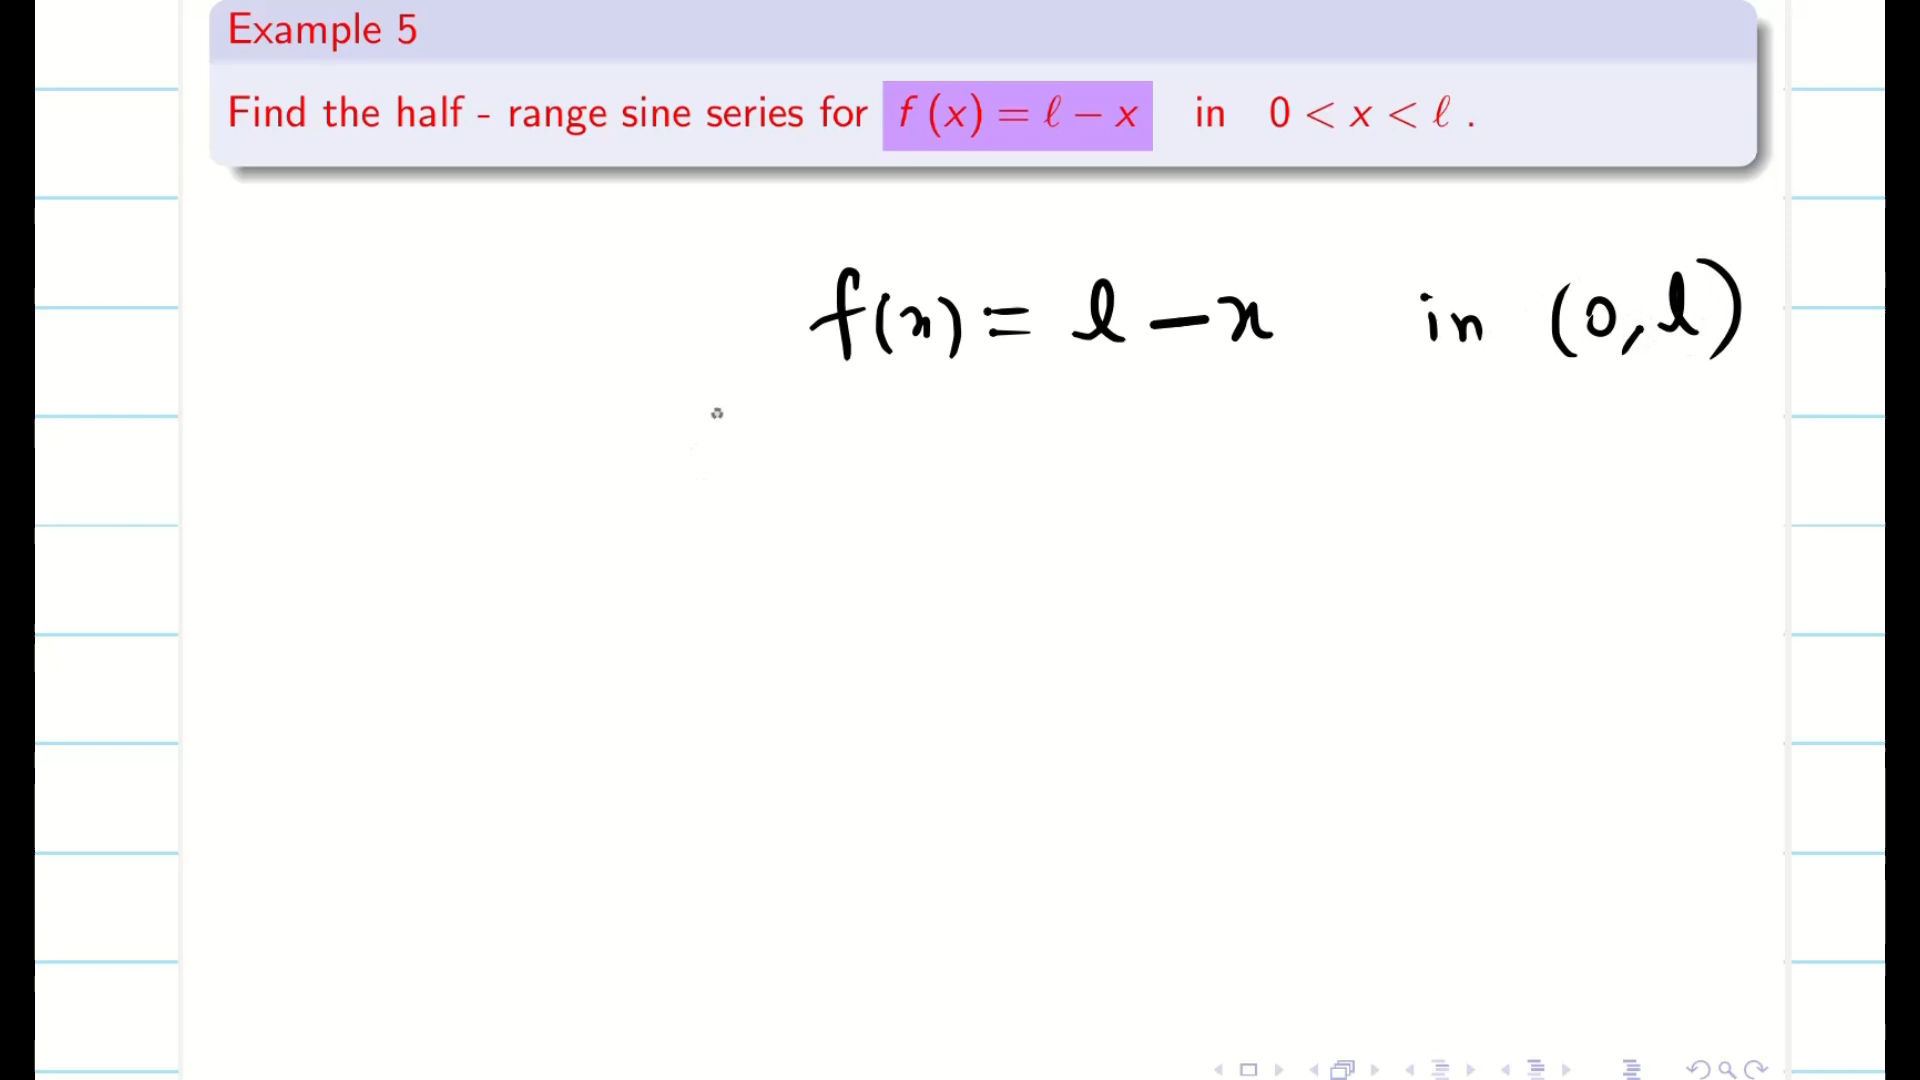 Example 5
Find the half - range sine series for f (x) = ℓ − x in 0 < x < ℓ .
f(x) = l − x in (0, l)